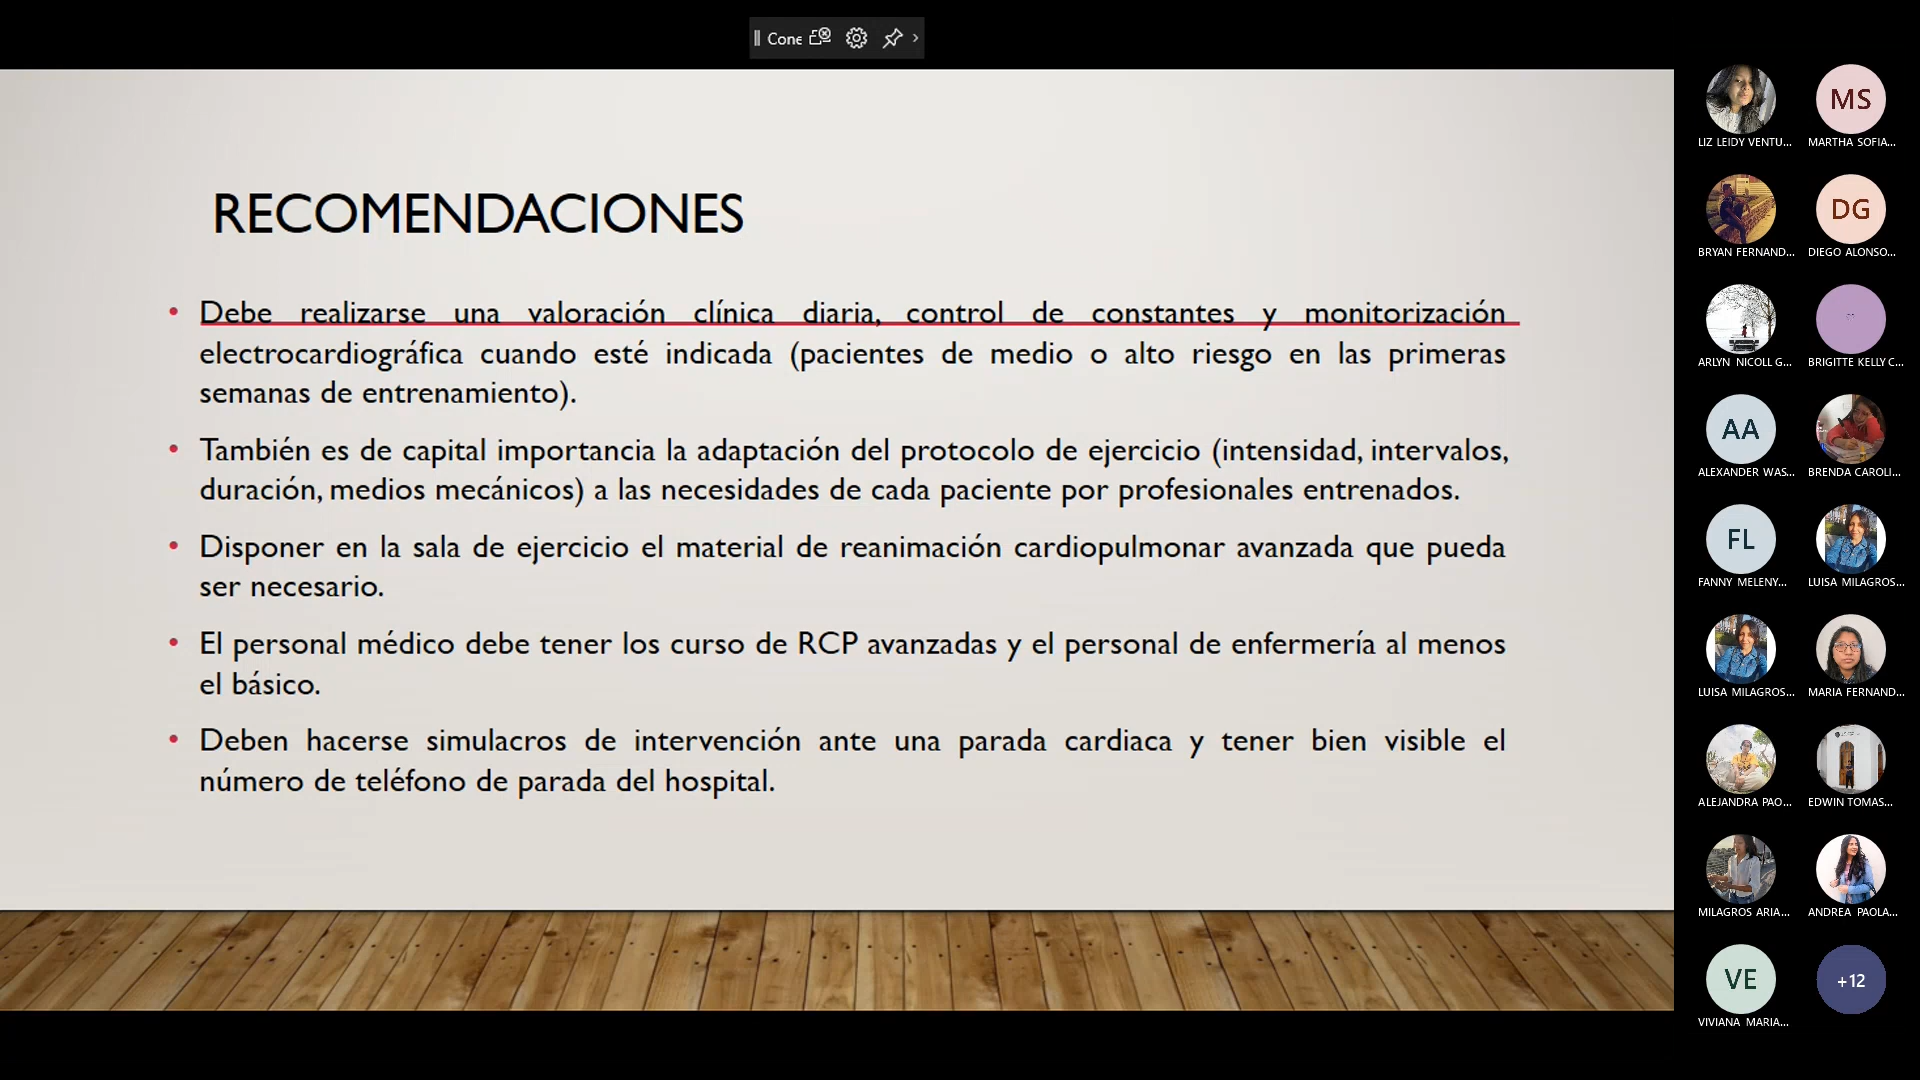 Cone
RECOMENDACIONES
• Debe realizarse una valoración clínica diaria, control de constantes y monitorización
electrocardiográfica cuando esté indicada (pacientes de medio o alto riesgo en las primeras
semanas de entrenamiento).
• También es de capital importancia la adaptación del protocolo de ejercicio (intensidad, intervalos,
duración, medios mecánicos) a las necesidades de cada paciente por profesionales entrenados.
• Disponer en la sala de ejercicio el material de reanimación cardiopulmonar avanzada que pueda
ser necesario.
• El personal médico debe tener los curso de RCP avanzadas y el personal de enfermería al menos
el básico.
• Deben hacerse simulacros de intervención ante una parada cardiaca y tener bien visible el
número de teléfono de parada del hospital.
MS
LIZ LEIDY VENTU... MARTHA SOFIA...
DG
BRYAN FERNAND... DIEGO ALONSO...
ARLYN NICOLL G... BRIGITTE KELLY C...
AA
ALEXANDER WAS... BRENDA CAROLI...
FL
FANNY MELENY... LUISA MILAGROS...
LUISA MILAGROS... MARIA FERNAND...
ALEJANDRA PAO... EDWIN TOMAS...
MILAGROS ARIA... ANDREA PAOLA...
VE +12
VIVIANA MARIA...